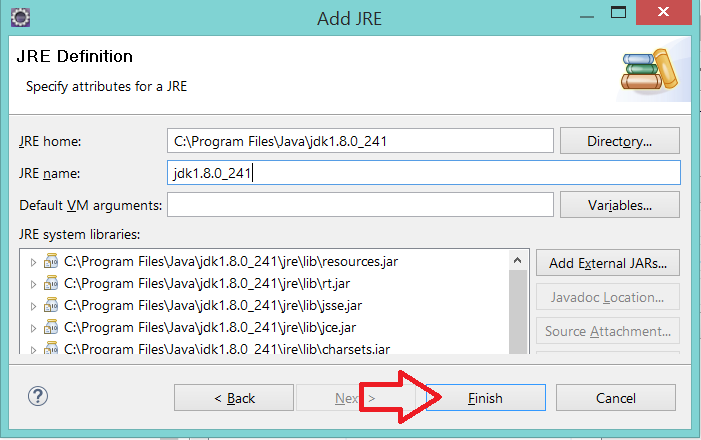 Add JRE
JRE Definition
Specify attributes for a JRE
JRE home: C:\Program Files\Java\jdk1.8.0_241 Directory...
JRE name: jdk1.8.0_241
Default VM arguments: Variables...
JRE system libraries:
C:\Program Files\Java\jdk1.8.0_241\jre\lib\resources.jar
C:\Program Files\Java\jdk1.8.0_241\jre\lib\rt.jar
C:\Program Files\Java\jdk1.8.0_241\jre\lib\jsse.jar
C:\Program Files\Java\jdk1.8.0_241\jre\lib\jce.jar
C:\Program Files\Java\jdk1.8.0_241\jre\lib\charsets.jar
Add External JARs...
Javadoc Location...
Source Attachment...
? < Back Next > Finish Cancel